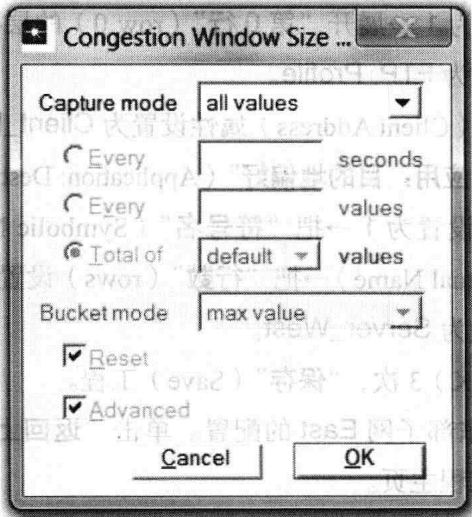 Congestion Window Size ...
Capture mode all values
Every seconds
Every values
Total of default values
Bucket mode max value
Reset
Advanced
Cancel OK